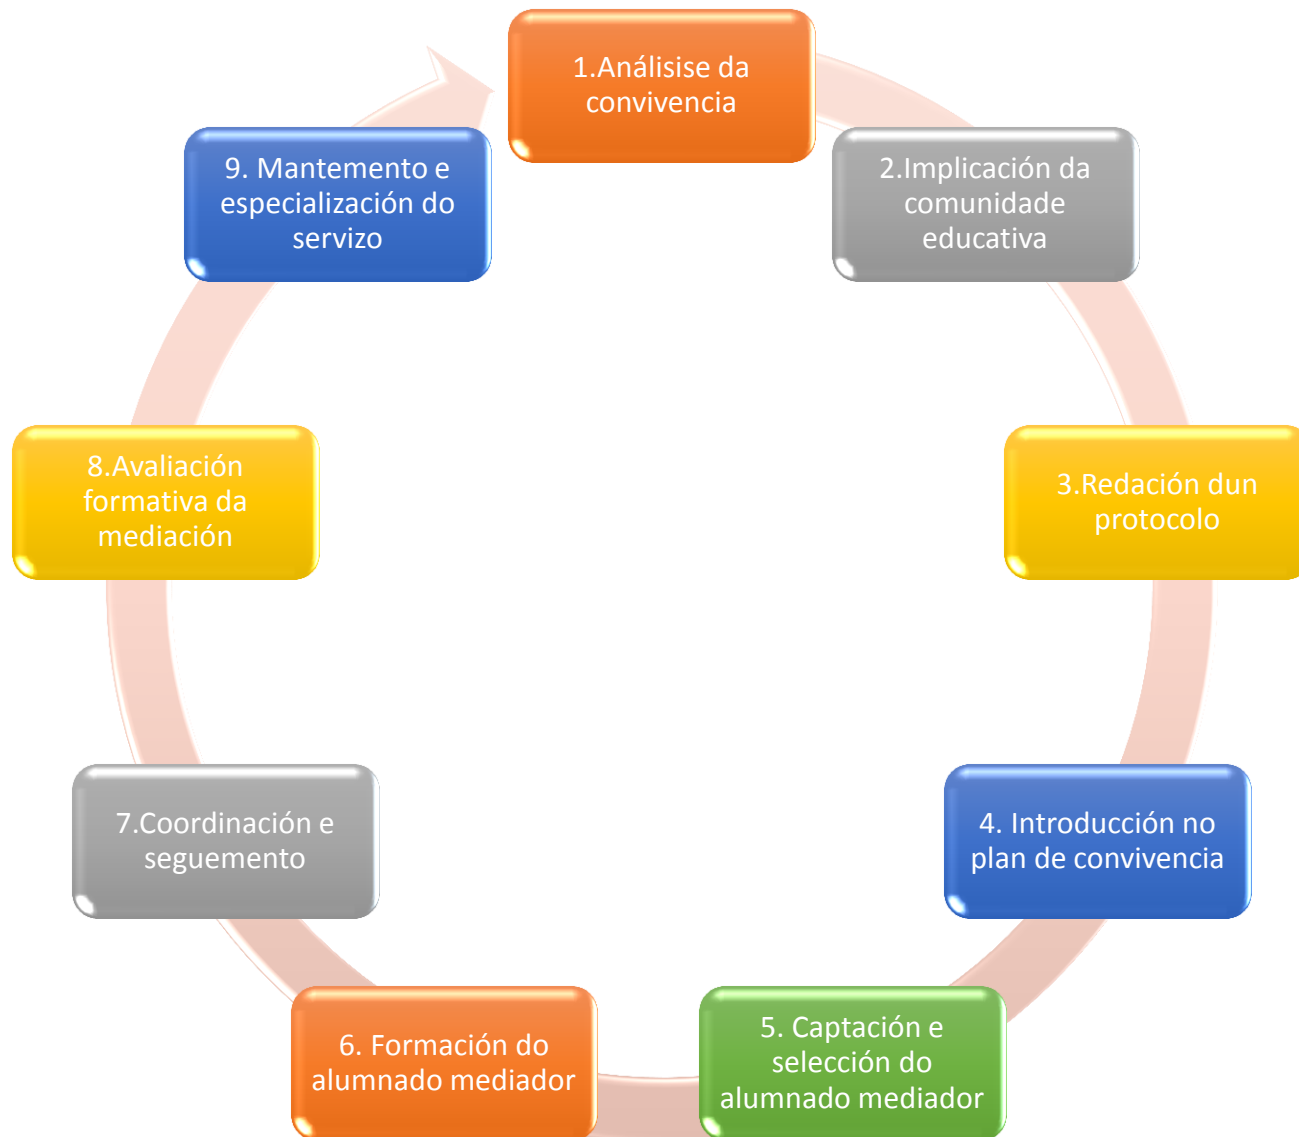 1.Análisise da
convivencia
2.Implicación da
comunidade
educativa
3.Redación dun
protocolo
4. Introducción no
plan de convivencia
5. Captación e
selección do
alumnado mediador
6. Formación do
alumnado mediador
7.Coordinación e
seguemento
8.Avaliación
formativa da
mediación
9. Mantemento e
especialización do
servizo